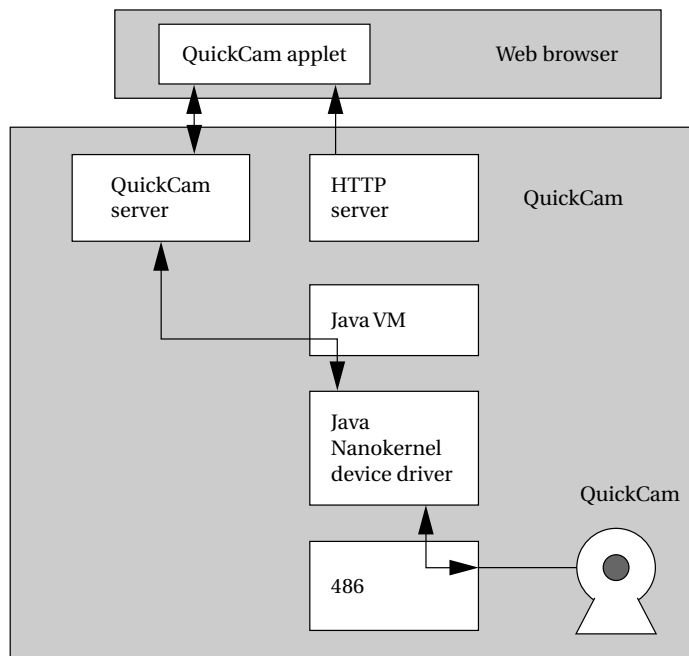 QuickCam applet
Web browser
QuickCam
server
HTTP
server
QuickCam
Java VM
Java
Nanokernel
device driver
QuickCam
486